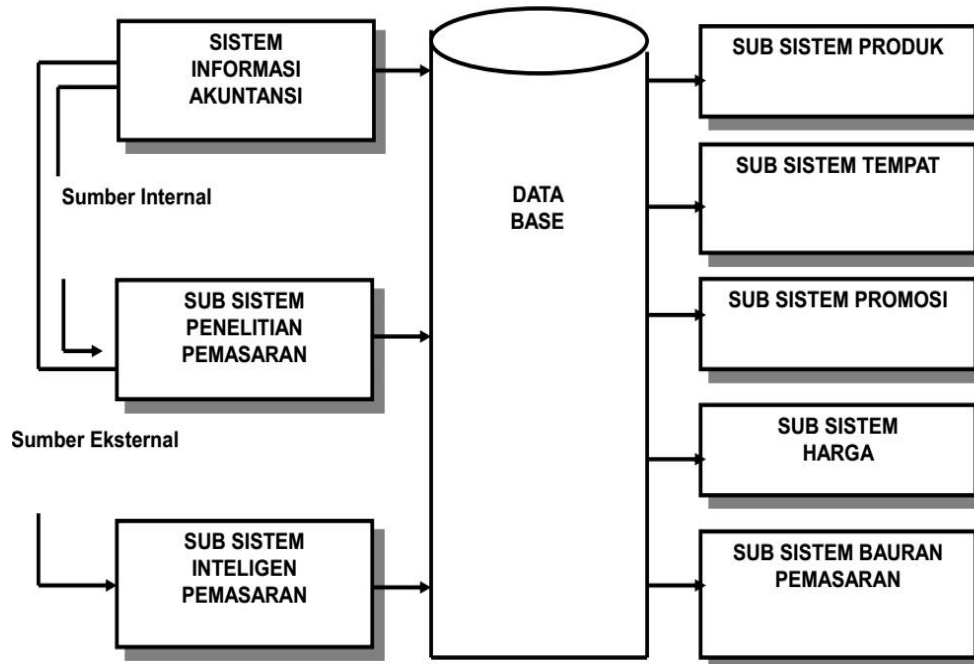 SISTEM
INFORMASI
AKUNTANSI
Sumber Internal
SUB SISTEM
PENELITIAN
PEMASARAN
Sumber Eksternal
SUB SISTEM
INTELIGEN
PEMASARAN
DATA
BASE
SUB SISTEM PRODUK
SUB SISTEM TEMPAT
SUB SISTEM PROMOSI
SUB SISTEM
HARGA
SUB SISTEM BAURAN
PEMASARAN